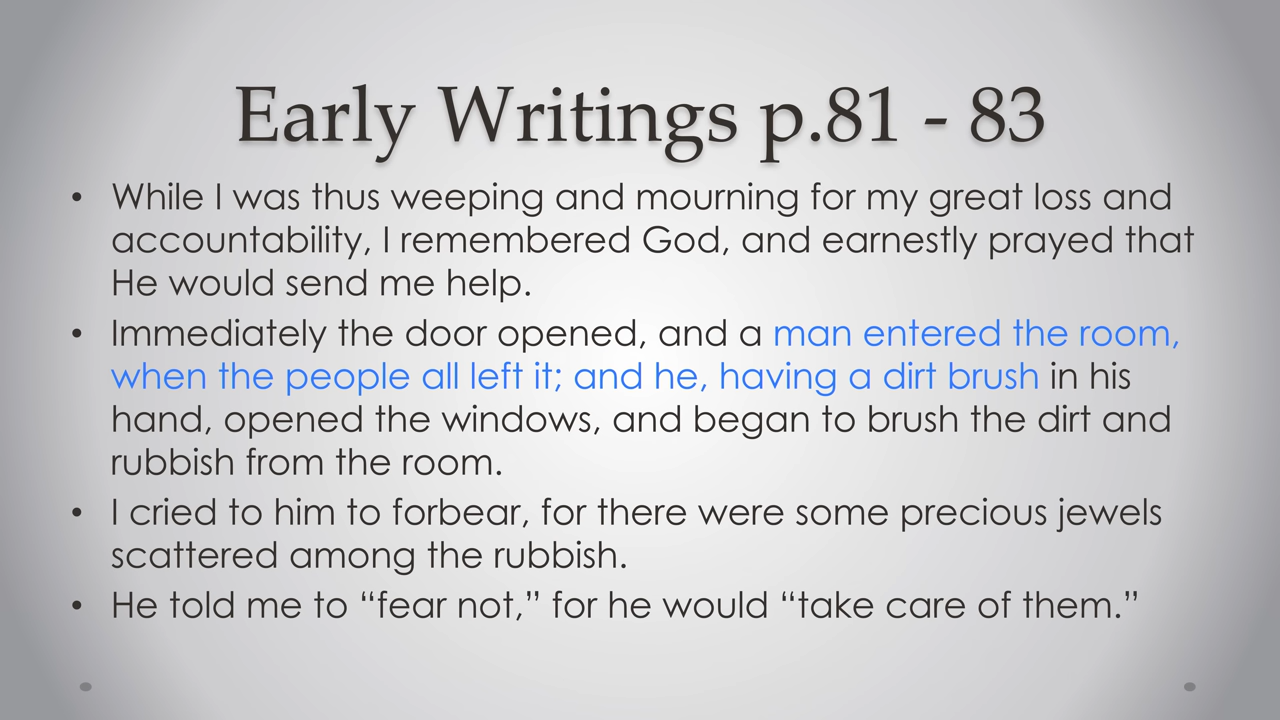 Early Writings p.81 - 83
• While I was thus weeping and mourning for my great loss and
accountability, I remembered God, and earnestly prayed that
He would send me help.
• Immediately the door opened, and a man entered the room,
when the people all left it; and he, having a dirt brush in his
hand, opened the windows, and began to brush the dirt and
rubbish from the room.
• I cried to him to forbear, for there were some precious jewels
scattered among the rubbish.
• He told me to “fear not,” for he would “take care of them.”